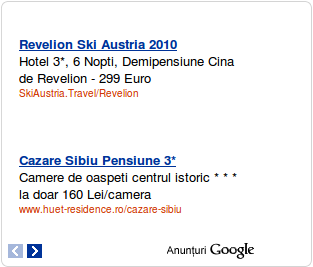 Revelion Ski Austria 2010
Hotel 3*, 6 Nopti, Demipensiune Cina
de Revelion - 299 Euro
SkiAustria.Travel/Revelion
Cazare Sibiu Pensiune 3*
Camere de oaspeti centrul istoric * * *
la doar 160 Lei/camera
www.huet-residence.ro/cazare-sibiu
Anunțuri Google